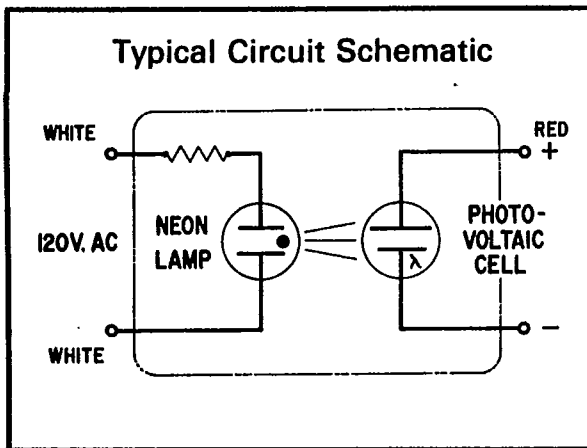 Typical Circuit Schematic
WHITE
RED
+
120V. AC
NEON
LAMP
PHOTO-
VOLTAIC
CELL
λ
WHITE
−